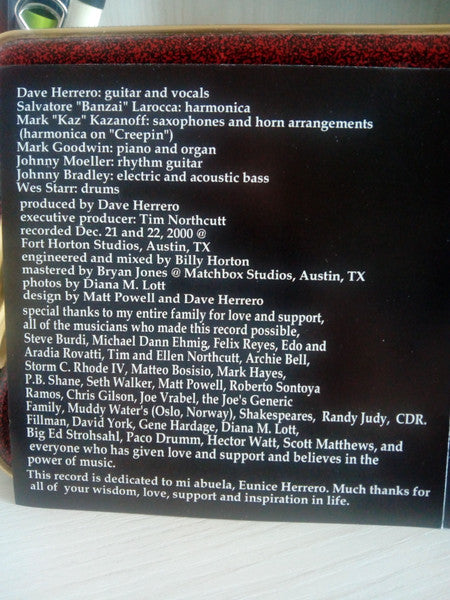 Dave Herrero: guitar and vocals
Salvatore "Banzai" Larocca: harmonica
Mark "Kaz" Kazanoff: saxophones and horn arrangements
(harmonica on "Creepin")
Mark Goodwin: piano and organ
Johnny Moeller: rhythm guitar
Johnny Bradley: electric and acoustic bass
Wes Starr: drums
produced by Dave Herrero
executive producer: Tim Northcutt
recorded Dec. 21 and 22, 2000 @
Fort Horton Studios, Austin, TX
engineered and mixed by Billy Horton
mastered by Bryan Jones @ Matchbox Studios, Austin, TX
photos by Diana M. Lott
design by Matt Powell and Dave Herrero
special thanks to my entire family for love and support,
all of the musicians who made this record possible,
Steve Burdi, Michael Dann Ehmig, Felix Reyes, Edo and
Aradia Rovatti, Tim and Ellen Northcutt, Archie Bell,
Storm C. Rhode IV, Matteo Bosisio, Mark Hayes,
P.B. Shane, Seth Walker, Matt Powell, Roberto Sontoya
Ramos, Chris Gilson, Joe Vrabel, the Joe's Generic
Family, Muddy Water's (Oslo, Norway), Shakespeares, Randy Judy, CDR.
Fillman, David York, Gene Hardage, Diana M. Lott,
Big Ed Strohsahl, Paco Drumm, Hector Watt, Scott Matthews, and
everyone who has given love and support and believes in the
power of music.
This record is dedicated to mi abuela, Eunice Herrero. Much thanks for
all of your wisdom, love, support and inspiration in life.